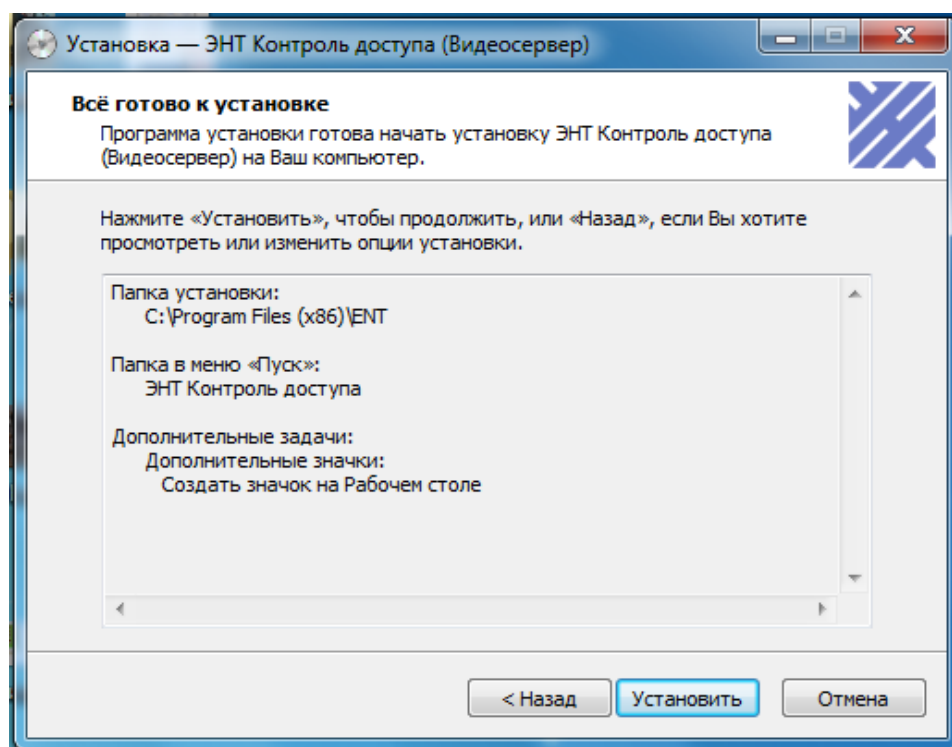 Установка — ЭНТ Контроль доступа (Видеосервер)
Всё готово к установке
Программа установки готова начать установку ЭНТ Контроль доступа
(Видеосервер) на Ваш компьютер.
Нажмите «Установить», чтобы продолжить, или «Назад», если Вы хотите
просмотреть или изменить опции установки.
Папка установки:
C:\Program Files (x86)\ENT
Папка в меню «Пуск»:
ЭНТ Контроль доступа
Дополнительные задачи:
Дополнительные значки:
Создать значок на Рабочем столе
< Назад
Установить
Отмена